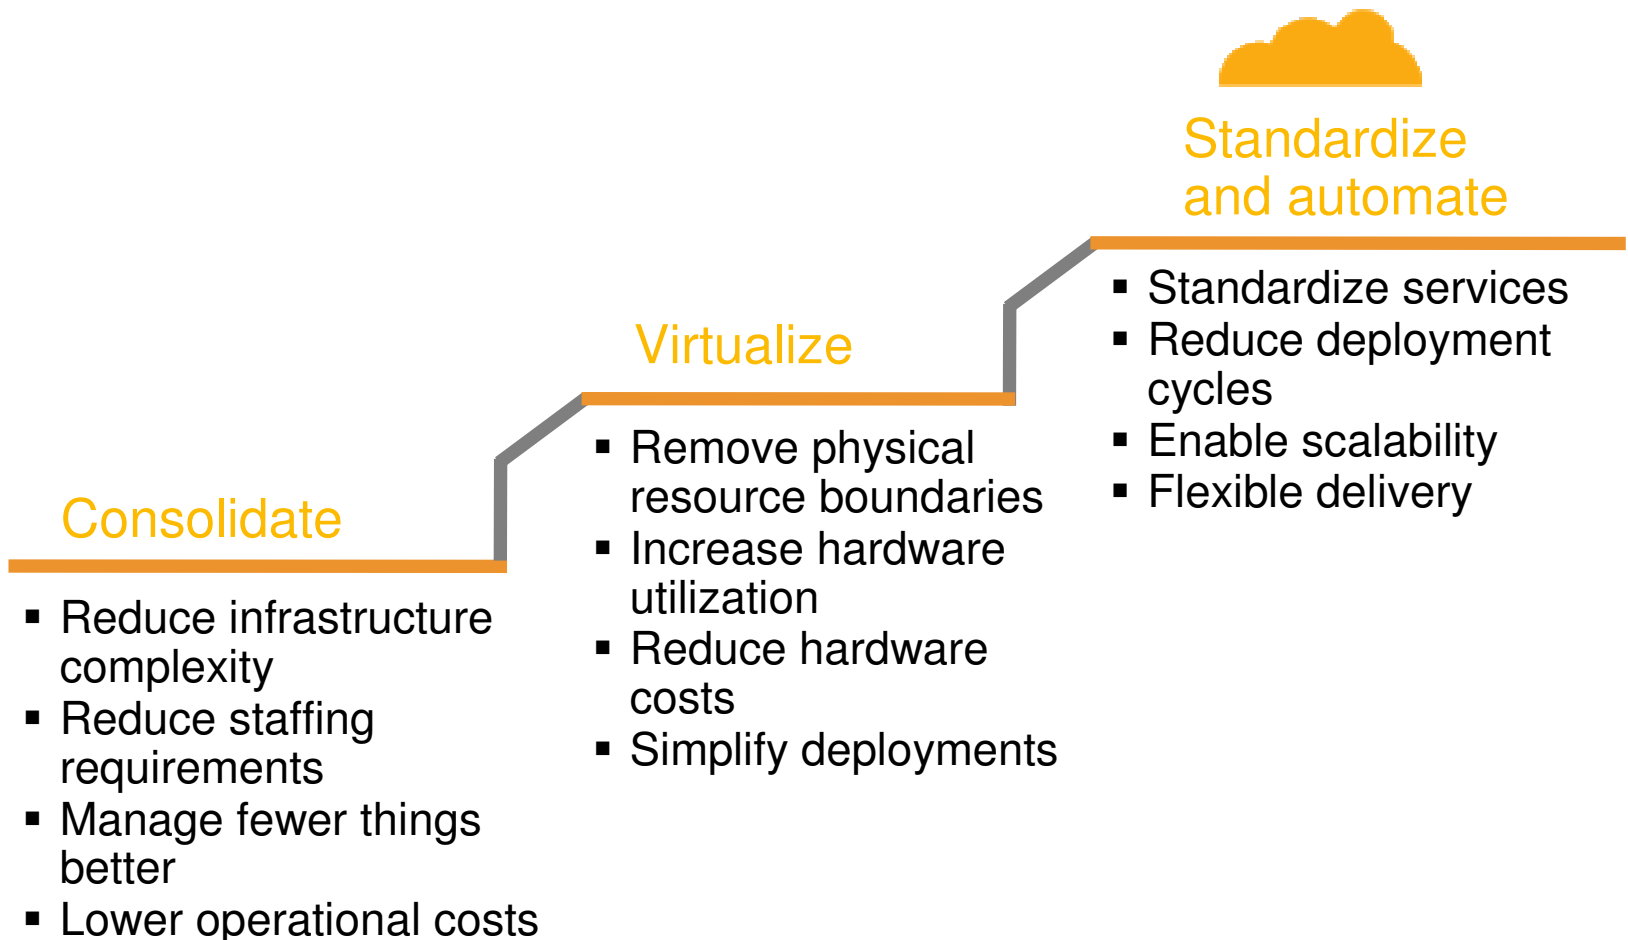 Consolidate
▪ Reduce infrastructure
complexity
▪ Reduce staffing
requirements
▪ Manage fewer things
better
▪ Lower operational costs
Virtualize
▪ Remove physical
resource boundaries
▪ Increase hardware
utilization
▪ Reduce hardware
costs
▪ Simplify deployments
Standardize
and automate
▪ Standardize services
▪ Reduce deployment
cycles
▪ Enable scalability
▪ Flexible delivery